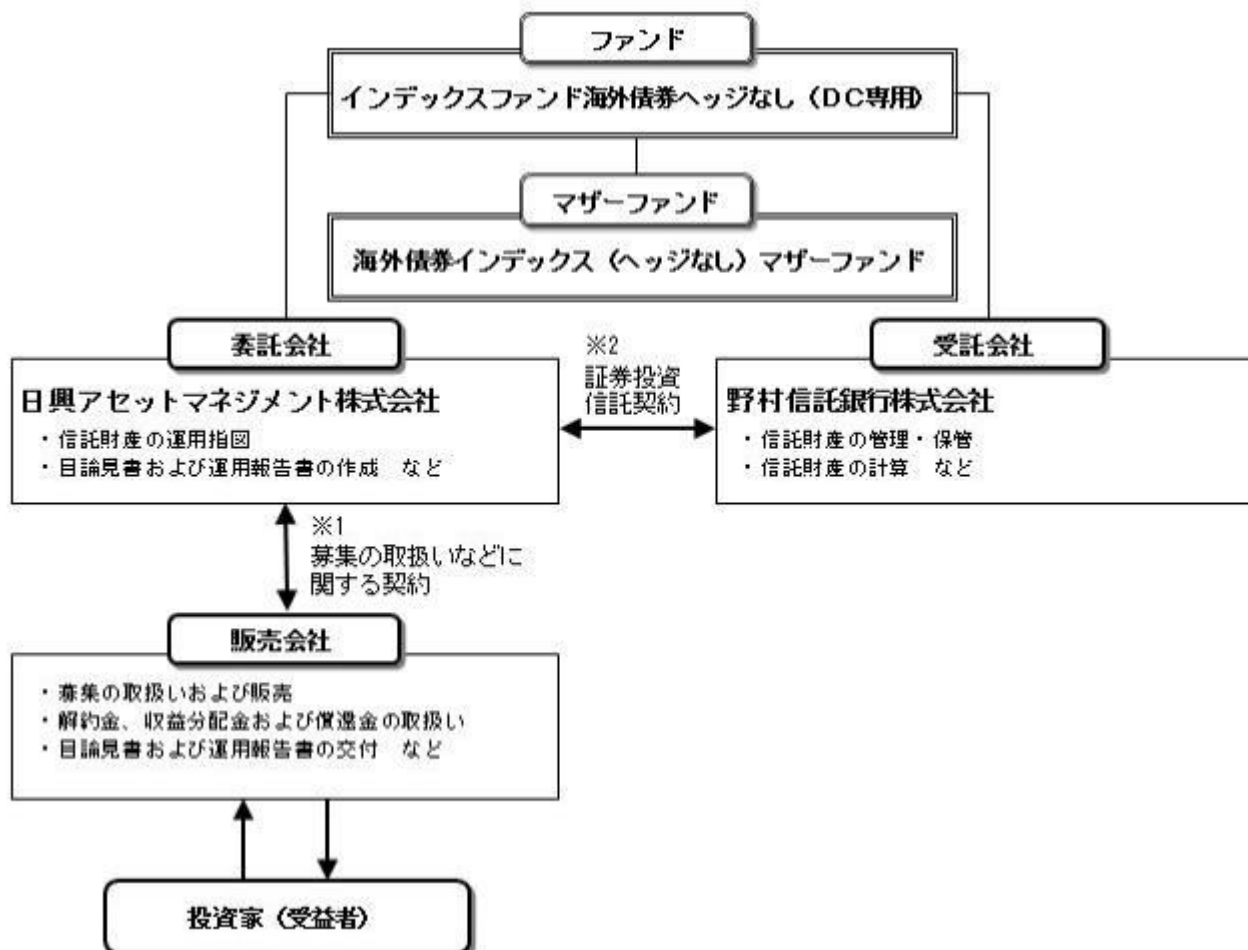 ファンド
インデックスファンド海外債券ヘッジなし（DC専用）
マザーファンド
海外債券インデックス（ヘッジなし）マザーファンド
委託会社
日興アセットマネジメント株式会社
・信託財産の運用指図
・目論見書および運用報告書の作成　など
※2
証券投資
信託契約
受託会社
野村信託銀行株式会社
・信託財産の管理・保管
・信託財産の計算　など
※1
募集の取扱いなどに
関する契約
販売会社
・募集の取扱いおよび販売
・解約金、収益分配金および償還金の取扱い
・目論見書および運用報告書の交付　など
投資家（受益者）